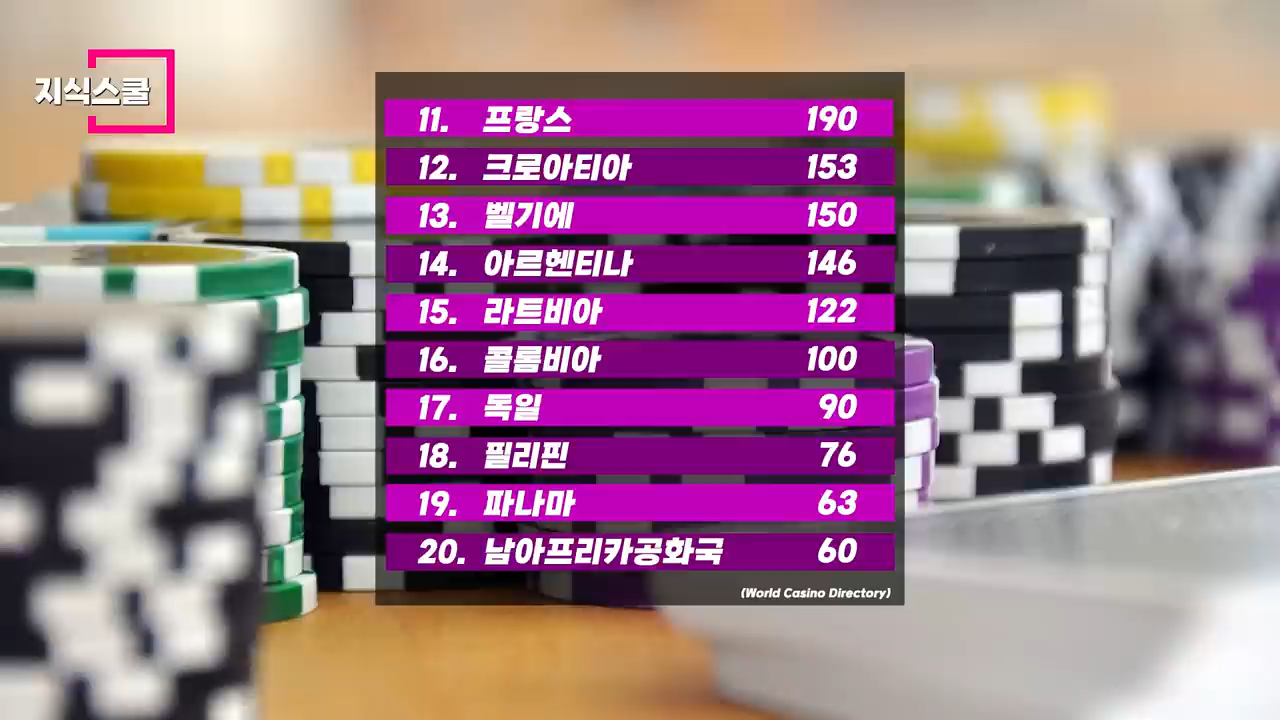 지식스쿨
11. 프랑스 190
12. 크로아티아 153
13. 벨기에 150
14. 아르헨티나 146
15. 라트비아 122
16. 콜롬비아 100
17. 독일 90
18. 필리핀 76
19. 파나마 63
20. 남아프리카공화국 60
(World Casino Directory)